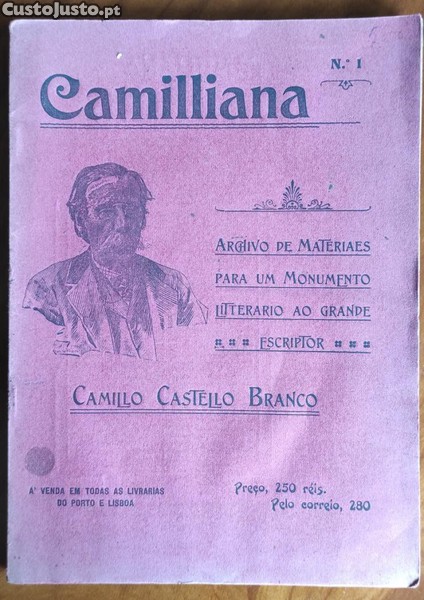 CustoJusto.pt
N.º 1
Camilliana
ARCHIVO DE MATERIAES
PARA UM MONUMENTO
LITTERARIO AO GRANDE
ESCRIPTOR
CAMILLO CASTELLO BRANCO
A' VENDA EM TODAS AS LIVRARIAS
DO PORTO E LISBOA
Preço, 250 réis.
Pelo correio, 280